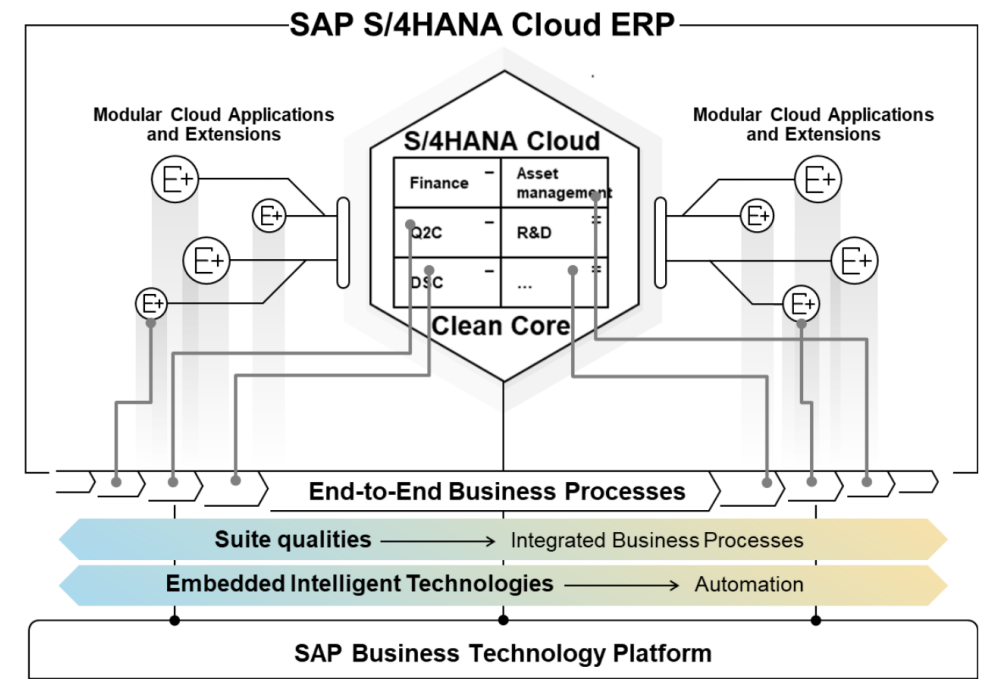 SAP S/4HANA Cloud ERP
Modular Cloud Applications
and Extensions
Modular Cloud Applications
and Extensions
S/4HANA Cloud
Finance
Asset
management
Q2C
R&D
DSC
...
Clean Core
E+
E+
E+
E+
E+
E+
E+
E+
End-to-End Business Processes
Suite qualities Integrated Business Processes
Embedded Intelligent Technologies Automation
SAP Business Technology Platform